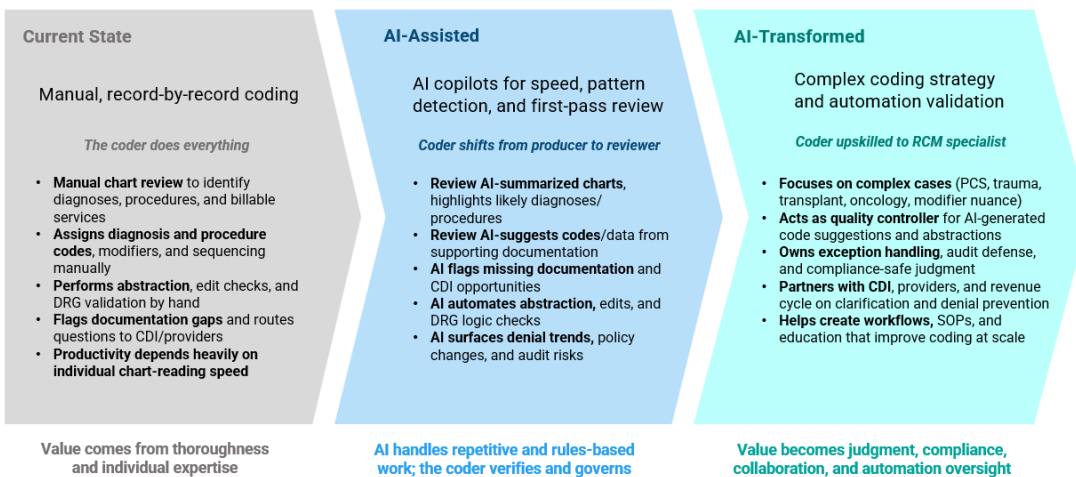 Current State
Manual, record-by-record coding
The coder does everything
• Manual chart review to identify
diagnoses, procedures, and billable
services
• Assigns diagnosis and procedure
codes, modifiers, and sequencing
manually
• Performs abstraction, edit checks, and
DRG validation by hand
• Flags documentation gaps and routes
questions to CDI/providers
• Productivity depends heavily on
individual chart-reading speed
Value comes from thoroughness
and individual expertise
AI-Assisted
AI copilots for speed, pattern
detection, and first-pass review
Coder shifts from producer to reviewer
• Review AI-summarized charts,
highlights likely diagnoses/
procedures
• Review AI-suggests codes/data from
supporting documentation
• AI flags missing documentation and
CDI opportunities
• AI automates abstraction, edits, and
DRG logic checks
• AI surfaces denial trends, policy
changes, and audit risks
AI handles repetitive and rules-based
work; the coder verifies and governs
AI-Transformed
Complex coding strategy
and automation validation
Coder upskilled to RCM specialist
• Focuses on complex cases (PCS, trauma,
transplant, oncology, modifier nuance)
• Acts as quality controller for AI-generated
code suggestions and abstractions
• Owns exception handling, audit defense,
and compliance-safe judgment
• Partners with CDI, providers, and revenue
cycle on clarification and denial prevention
• Helps create workflows, SOPs, and
education that improve coding at scale
Value becomes judgment, compliance,
collaboration, and automation oversight